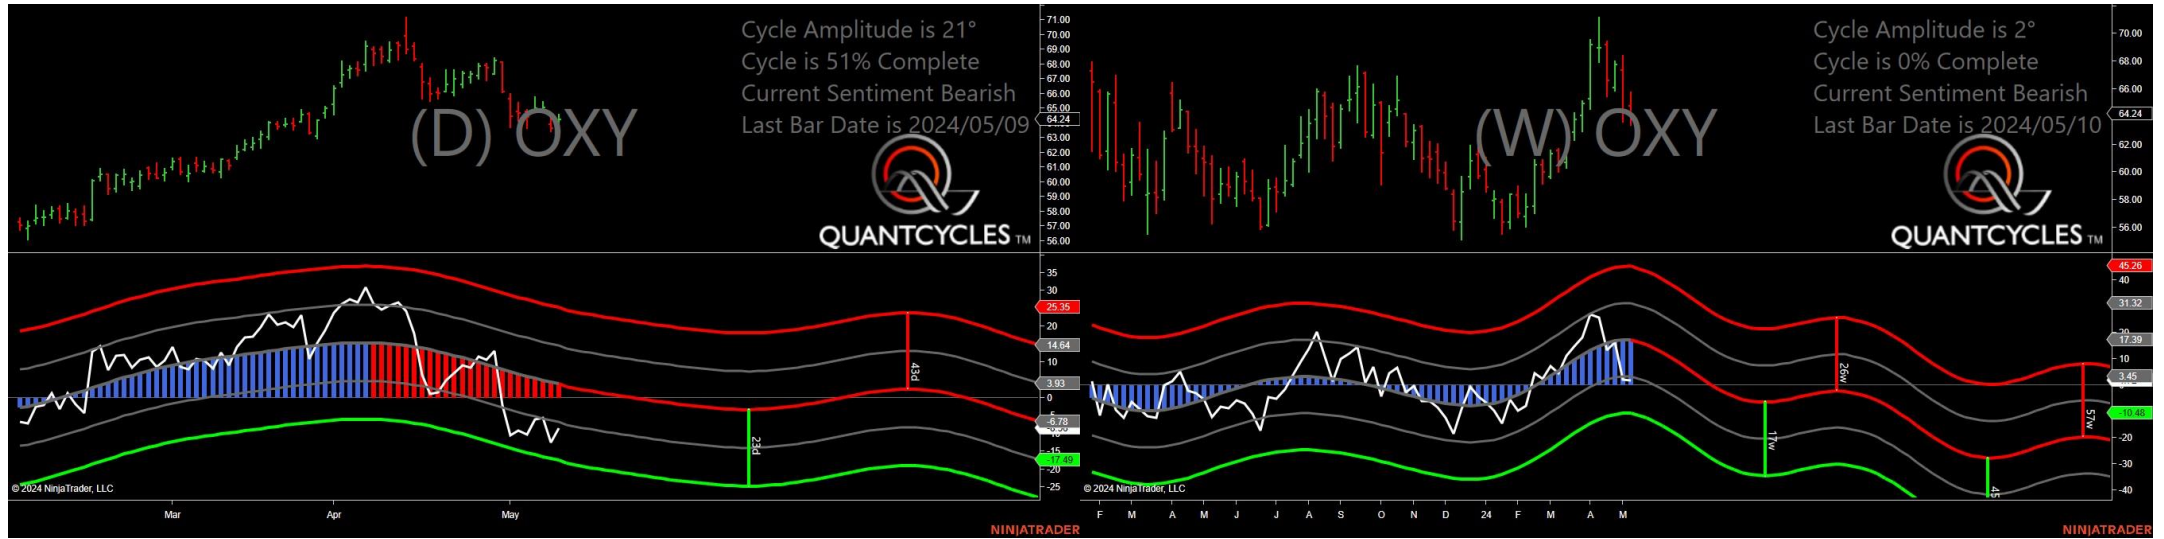 Cycle Amplitude is 21°
Cycle is 51% Complete
Current Sentiment Bearish
Last Bar Date is 2024/05/09
(D) OXY
QUANTCYCLES TM
71.00
70.00
69.00
68.00
67.00
66.00
65.00
64.24
63.00
62.00
61.00
60.00
59.00
58.00
57.00
56.00
35
30
25.35
20
14.64
10
3.93
0
-6.78
-17.49
-20
-25
43d
23d
© 2024 NinjaTrader, LLC
Mar
Apr
May
NINJATRADER
Cycle Amplitude is 2°
Cycle is 0% Complete
Current Sentiment Bearish
Last Bar Date is 2024/05/10
(W) OXY
QUANTCYCLES TM
70.00
68.00
66.00
64.24
62.00
60.00
58.00
56.00
45.26
40
31.32
17.39
10
3.45
-10.48
-20
-30
-40
26w
17w
57w
45
© 2024 NinjaTrader, LLC
F M A M J J A S O N D 24 F M A M
NINJATRADER